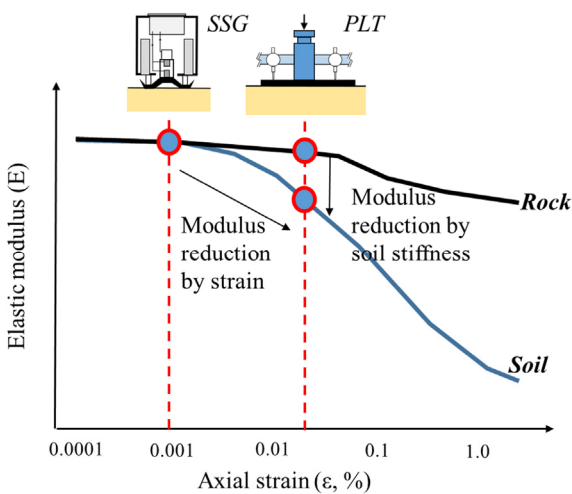 SSG
PLT
Elastic modulus (E)
Modulus
reduction
by strain
Modulus
reduction by
soil stiffness
Rock
Soil
0.0001
0.001
0.01
0.1
1.0
Axial strain (ε, %)